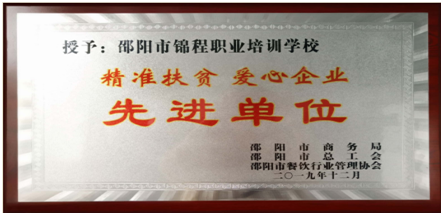 授予：邵阳市锦程职业培训学校
精准扶贫 爱心企业
先进单位
邵阳市商务局
邵阳市总工会
邵阳市餐饮行业管理协会
二〇一九年十二月